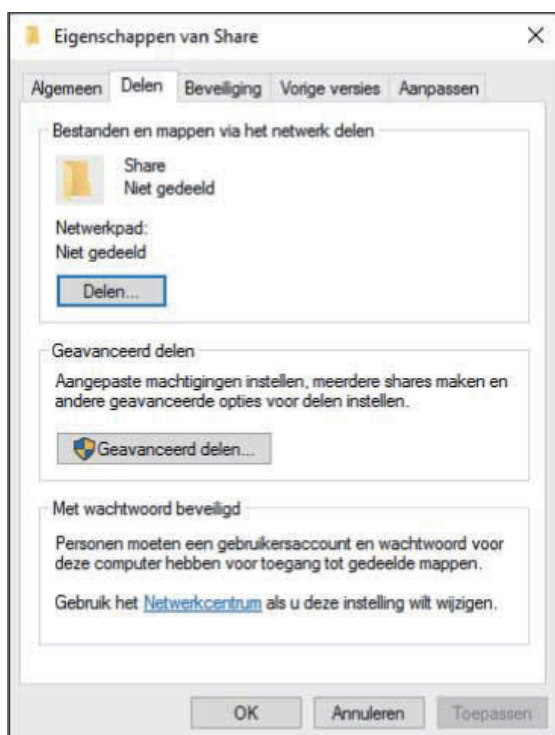 Eigenschappen van Share
Algemeen Delen Beveiliging Vorige versies Aanpassen
Bestanden en mappen via het netwerk delen
Share
Niet gedeeld
Netwerkpad:
Niet gedeeld
Delen...
Geavanceerd delen
Aangepaste machtigingen instellen, meerdere shares maken en
andere geavanceerde opties voor delen instellen.
Geavanceerd delen...
Met wachtwoord beveiligd
Personen moeten een gebruikersaccount en wachtwoord voor
deze computer hebben voor toegang tot gedeelde mappen.
Gebruik het Netwerkcentrum als u deze instelling wilt wijzigen.
OK Annuleren Toepassen